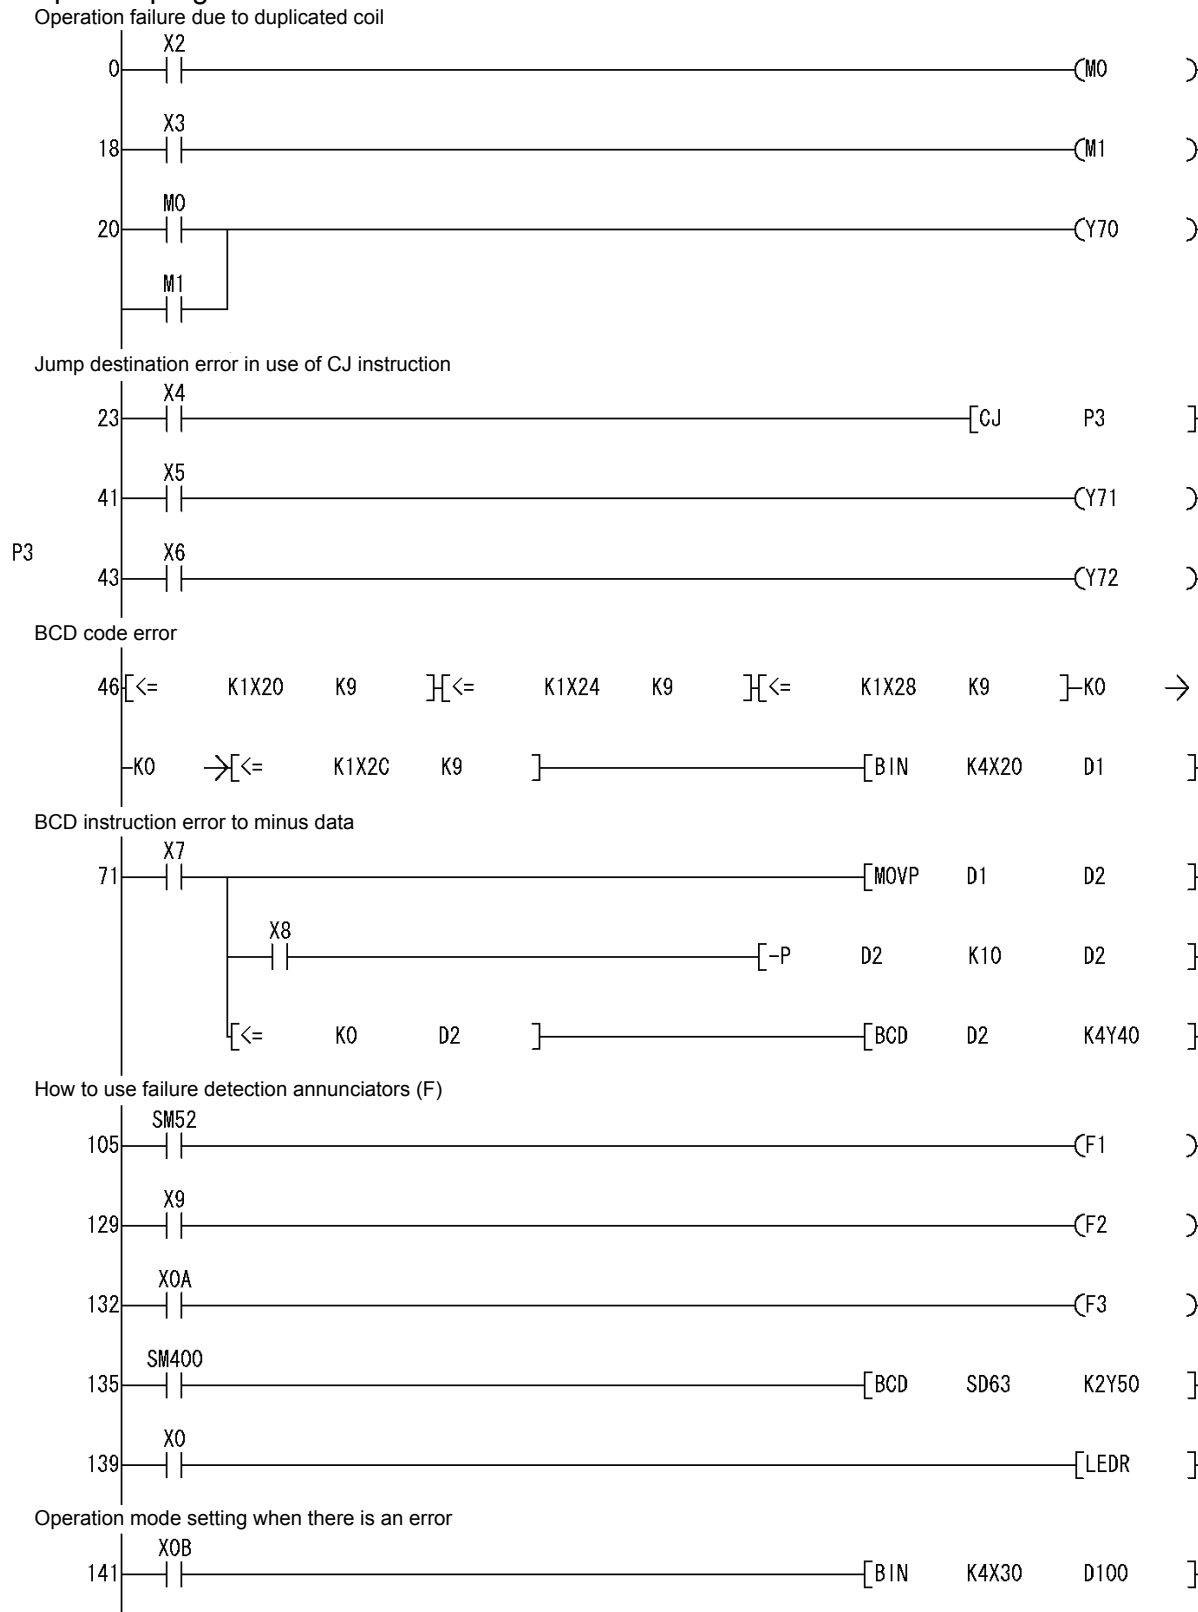 Operation failure due to duplicated coil
X2
0 (M0 )
X3
18 (M1 )
M0
20 (Y70 )
M1
Jump destination error in use of CJ instruction
X4
23 [CJ P3 ]
X5
41 (Y71 )
P3 X6
43 (Y72 )
BCD code error
46 [<= K1X20 K9 ] [<= K1X24 K9 ] [<= K1X28 K9 ] K0
K0 [<= K1X2C K9 ] [BIN K4X20 D1 ]
BCD instruction error to minus data
X7
71 [MOVP D1 D2 ]
X8
[-P D2 K10 D2 ]
[<= K0 D2 ] [BCD D2 K4Y40 ]
How to use failure detection annunciators (F)
SM52
105 (F1 )
X9
129 (F2 )
X0A
132 (F3 )
SM400
135 [BCD SD63 K2Y50 ]
X0
139 [LEDR ]
Operation mode setting when there is an error
X0B
141 [BIN K4X30 D100 ]